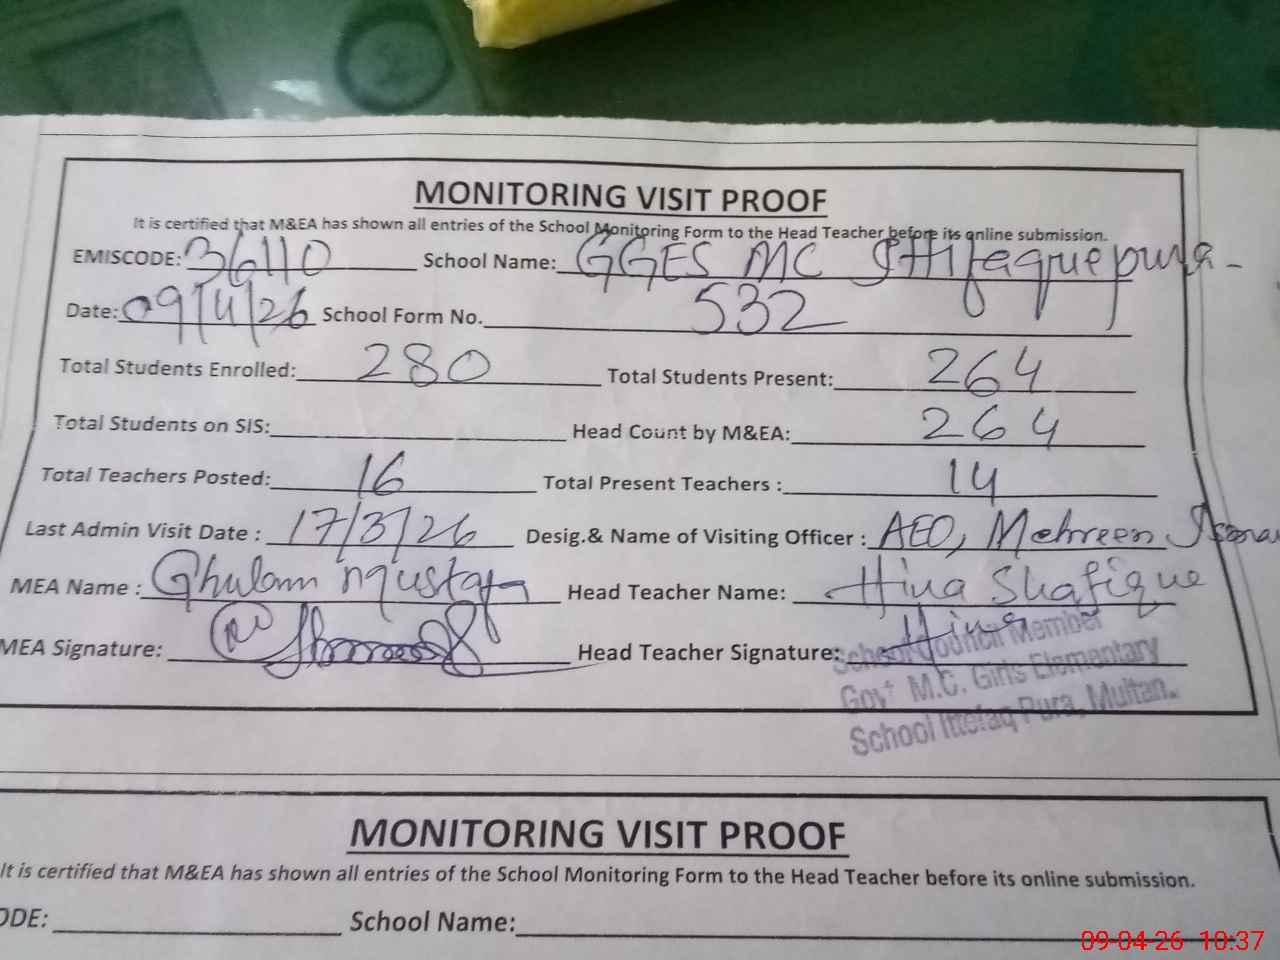 MONITORING VISIT PROOF
It is certified that M&EA has shown all entries of the School Monitoring Form to the Head Teacher before its online submission.
EMISCODE: 36110 School Name: GGES MC Ittifaquepura
Date: 09/4/26 School Form No. 532
Total Students Enrolled: 280 Total Students Present: 264
Total Students on SIS: Head Count by M&EA: 264
Total Teachers Posted: 16 Total Present Teachers : 14
Last Admin Visit Date : 17/3/26 Desig.& Name of Visiting Officer : AEO, Mehreen
MEA Name : Ghulam Mustafa Head Teacher Name: Hina Shafique
MEA Signature: Head Teacher Signature: Hina
School Council Member
Gov† M.C. Girls Elementary
School Ittefaq Pura, Multan.
MONITORING VISIT PROOF
It is certified that M&EA has shown all entries of the School Monitoring Form to the Head Teacher before its online submission.
ODE: School Name:
09-04-26 10:37